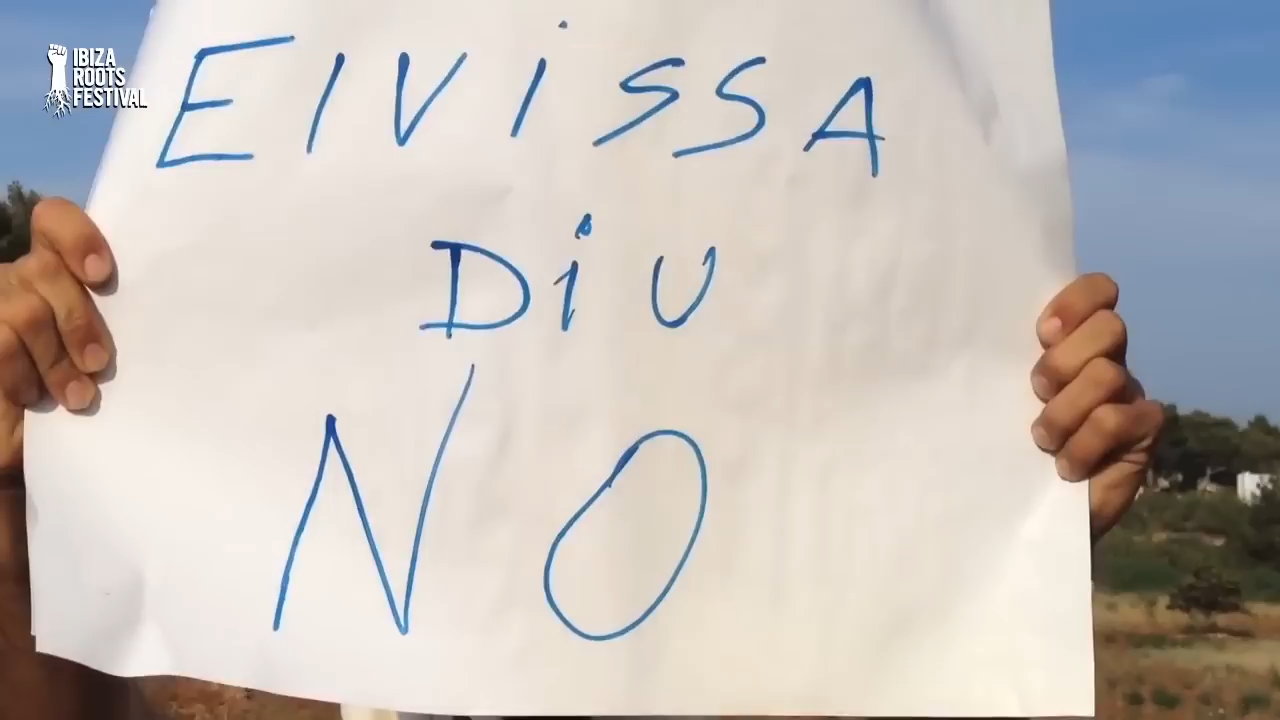 IBIZA
ROOTS
FESTIVAL
EIViSSA
DiU
NO